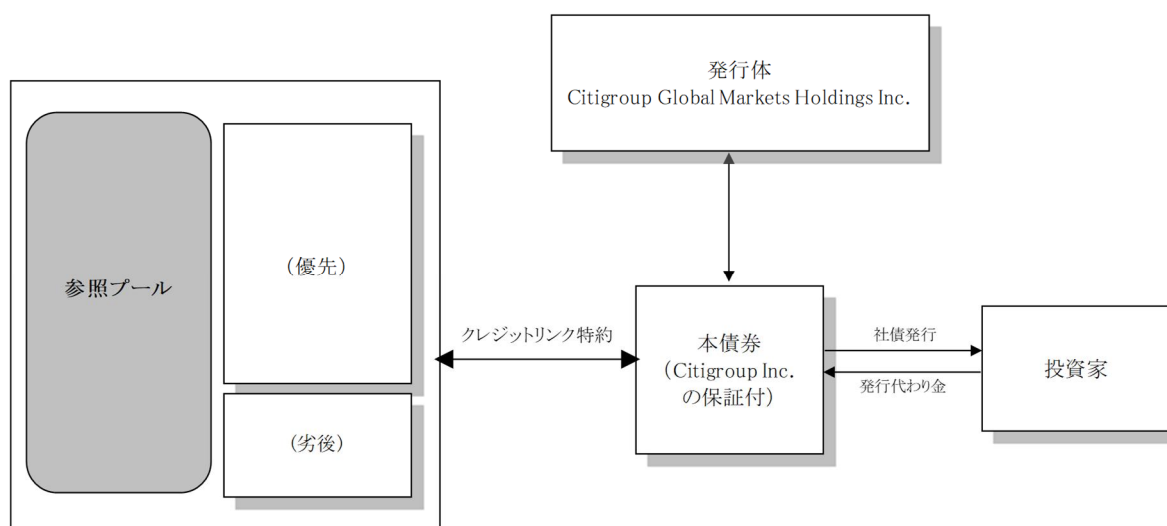 発行体
Citigroup Global Markets Holdings Inc.
参照プール
（優先）
（劣後）
クレジットリンク特約
本債券
（Citigroup Inc.
の保証付）
社債発行
発行代わり金
投資家